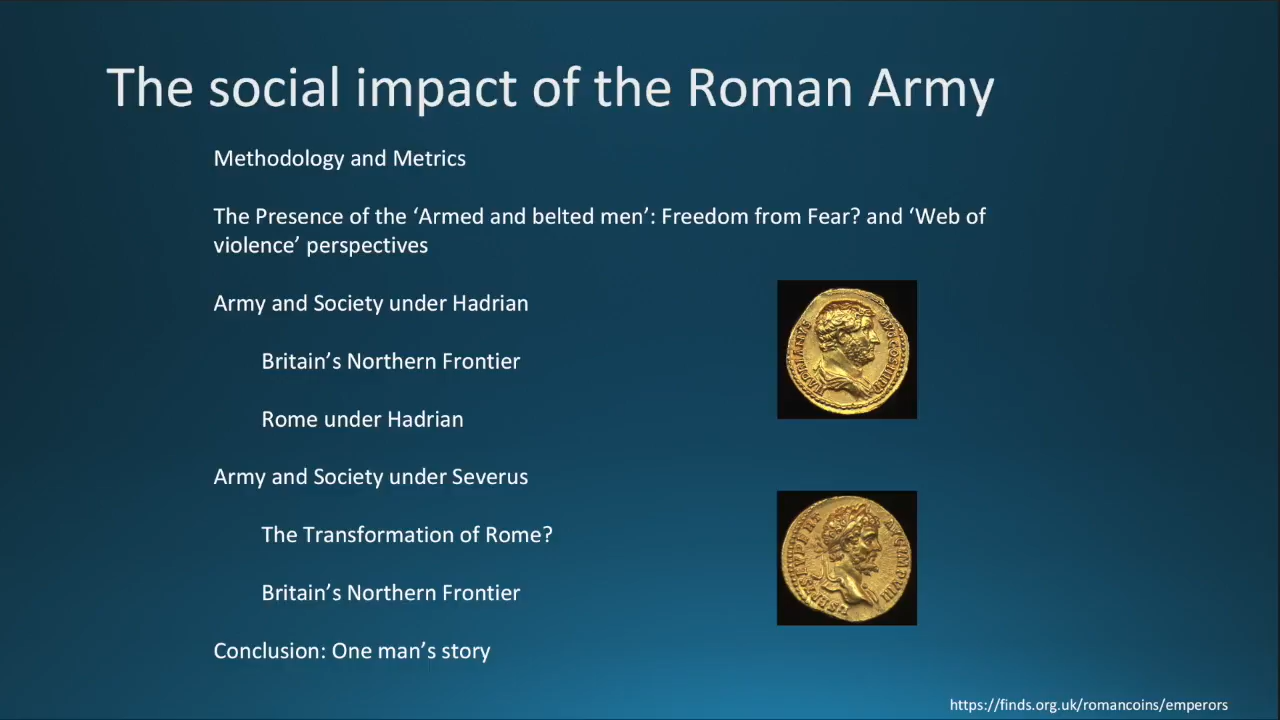 The social impact of the Roman Army
Methodology and Metrics
The Presence of the ‘Armed and belted men’: Freedom from Fear? and ‘Web of
violence’ perspectives
Army and Society under Hadrian
Britain’s Northern Frontier
HADRIANVS AVGCOSIIIPP
Rome under Hadrian
Army and Society under Severus
The Transformation of Rome?
Britain’s Northern Frontier
Conclusion: One man’s story
https://finds.org.uk/romancoins/emperors